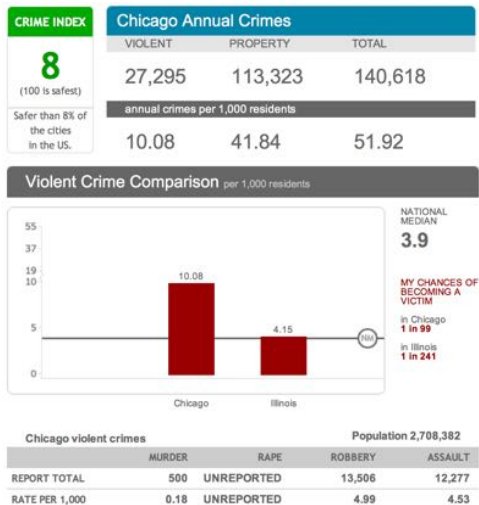 CRIME INDEX
8
(100 is safest)
Safer than 8% of
the cities
in the US.
Chicago Annual Crimes
VIOLENT PROPERTY TOTAL
27,295 113,323 140,618
annual crimes per 1,000 residents
10.08 41.84 51.92
Violent Crime Comparison per 1,000 residents
55
37
19
10
5
0
10.08
4.15
NM
Chicago Illinois
NATIONAL
MEDIAN
3.9
MY CHANCES OF
BECOMING A
VICTIM
in Chicago
1 in 99
in Illinois
1 in 241
Chicago violent crimes Population 2,708,382
MURDER RAPE ROBBERY ASSAULT
REPORT TOTAL 500 UNREPORTED 13,506 12,277
RATE PER 1,000 0.18 UNREPORTED 4.99 4.53